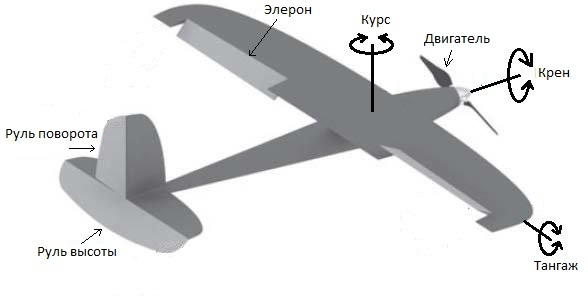 Элерон
Курс
Двигатель
Крен
Руль поворота
Руль высоты
Тангаж